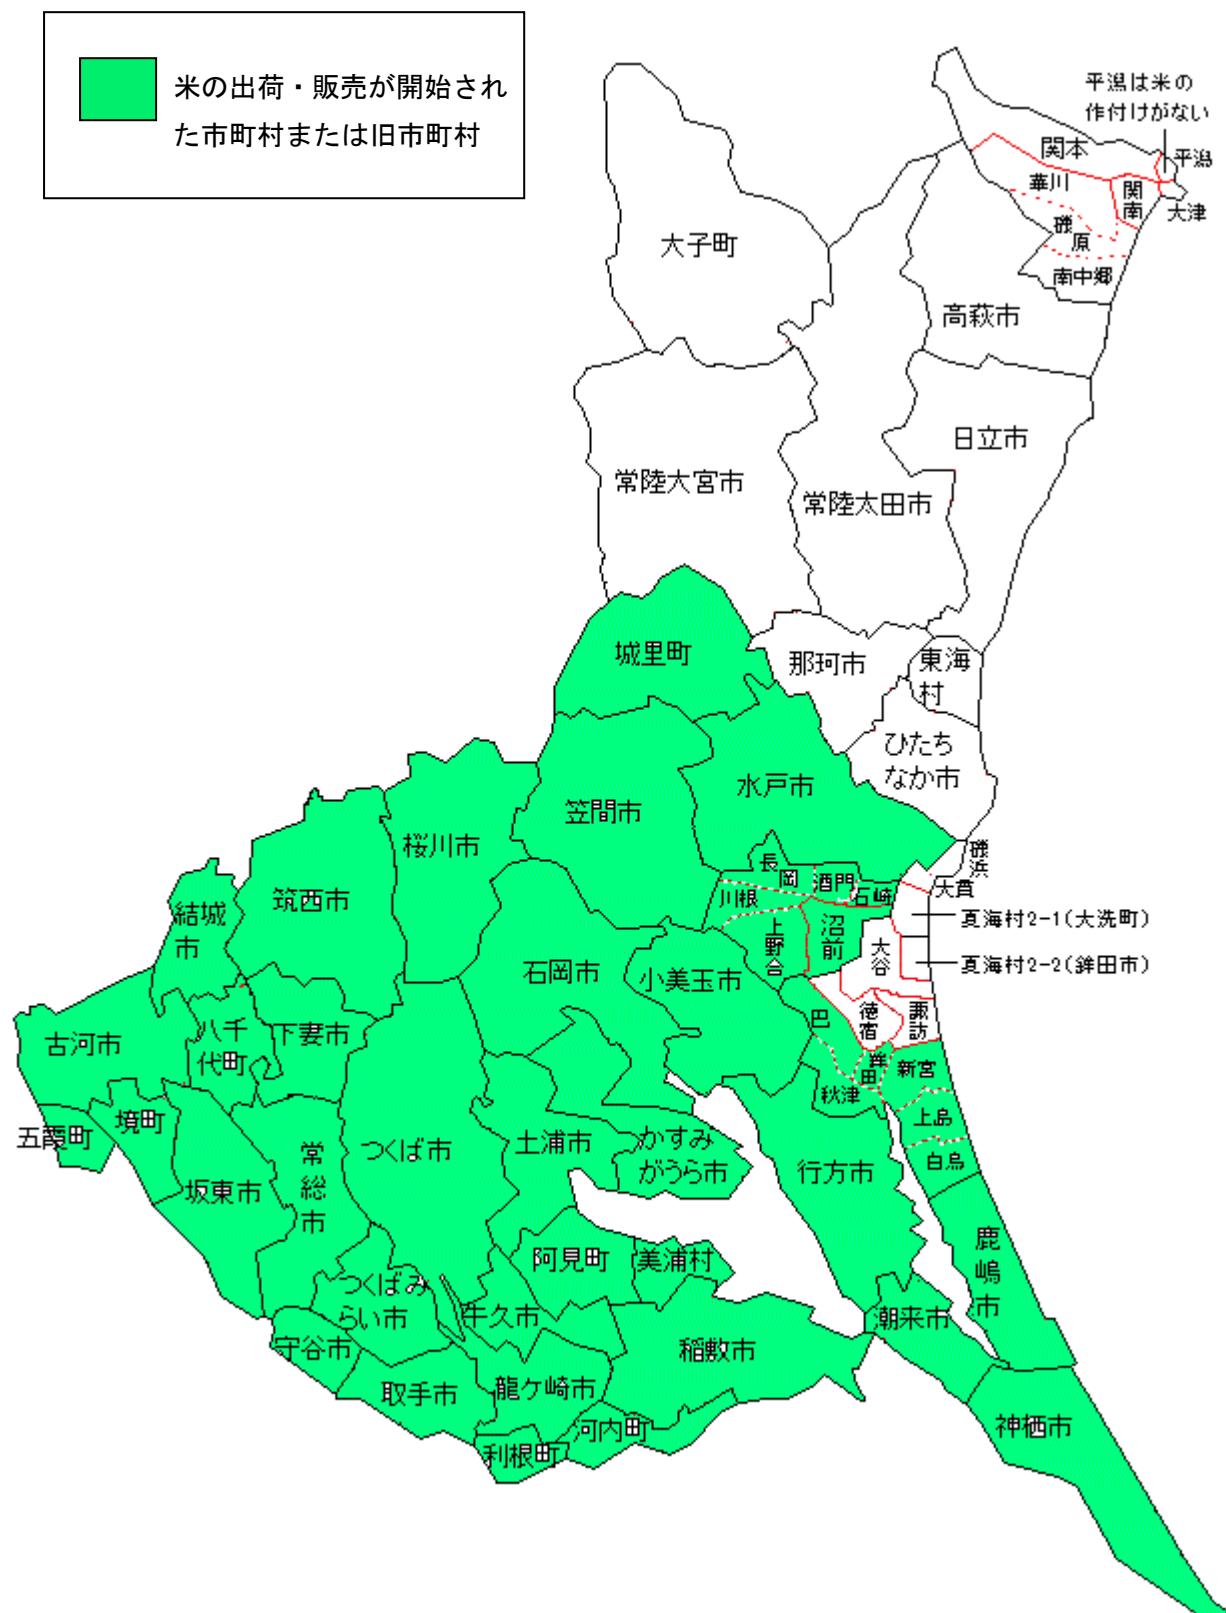 米の出荷・販売が開始され
た市町村または旧市町村
平潟は米の
作付けがない
関本
平潟
華川
関
南
大津
磯
原
南中郷
大子町
高萩市
日立市
常陸大宮市
常陸太田市
城里町
那珂市
東海
村
ひたち
なか市
水戸市
笠間市
桜川市
磯
浜
長
岡
酒門
石崎
大貫
川根
筑西市
結城
市
上
野
合
沼
前
夏海村2-1(大洗町)
大
谷
夏海村2-2(鉾田市)
石岡市
小美玉市
巴
徳
宿
諏
訪
古河市
八千
代町
下妻市
鉾
田
新宮
秋津
上島
白鳥
五霞町
境町
坂東市
常
総
市
つくば市
土浦市
かすみ
がうら市
行方市
鹿
嶋
市
阿見町
美浦村
つくばみ
らい市
牛久市
潮来市
守谷市
稲敷市
取手市
龍ケ崎市
神栖市
河内町
利根町